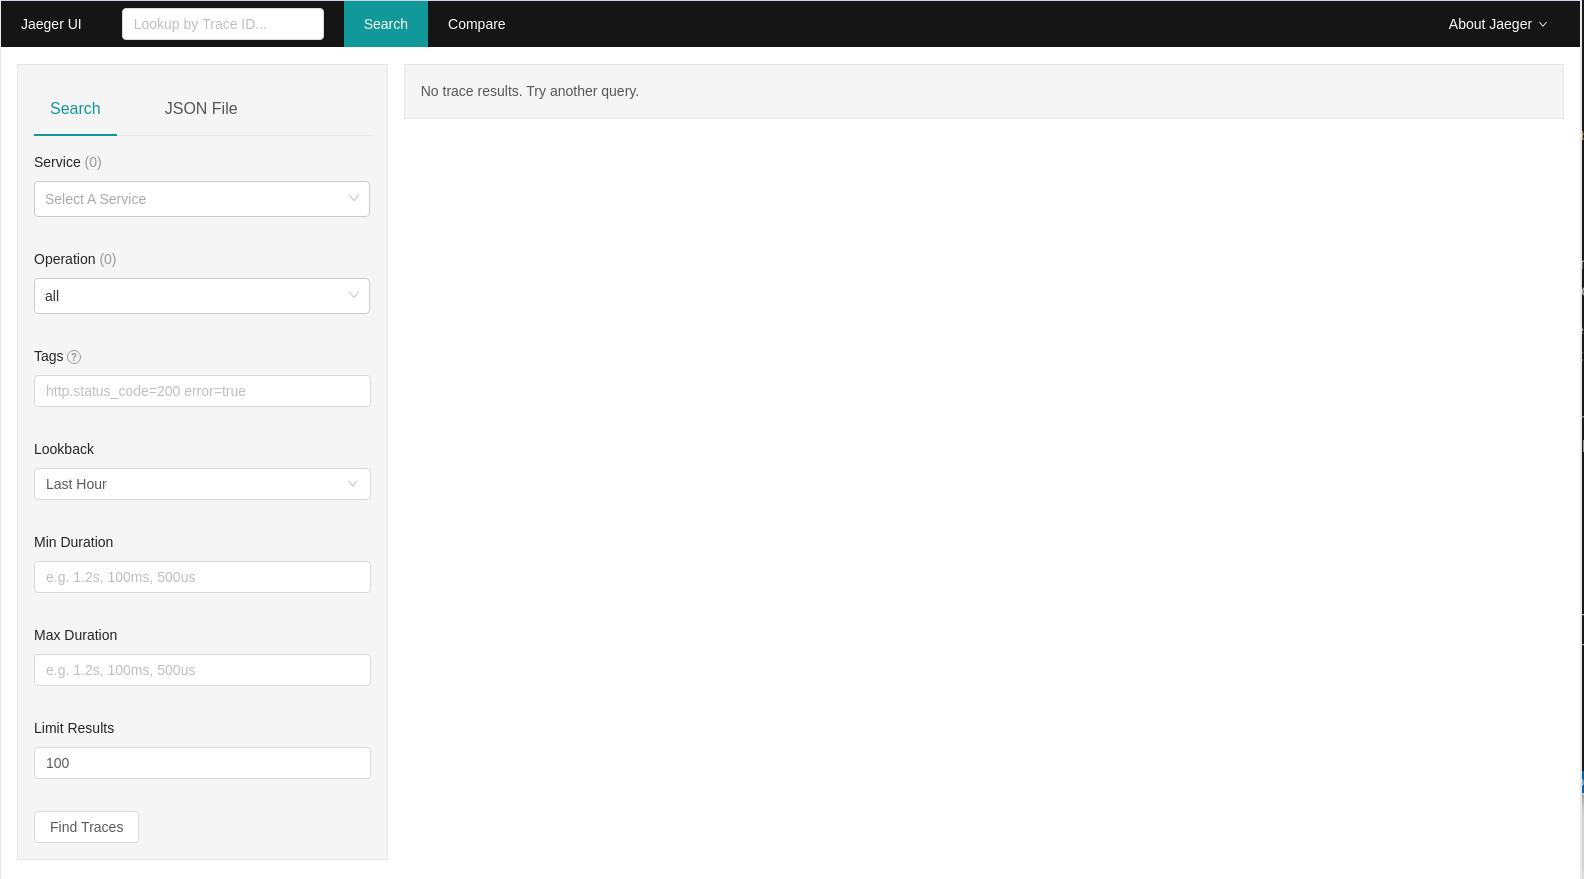 Jaeger UI
Lookup by Trace ID...
Search
Compare
About Jaeger
Search
JSON File
Service (0)
Select A Service
Operation (0)
all
Tags ?
http.status_code=200 error=true
Lookback
Last Hour
Min Duration
e.g. 1.2s, 100ms, 500us
Max Duration
e.g. 1.2s, 100ms, 500us
Limit Results
100
Find Traces
No trace results. Try another query.